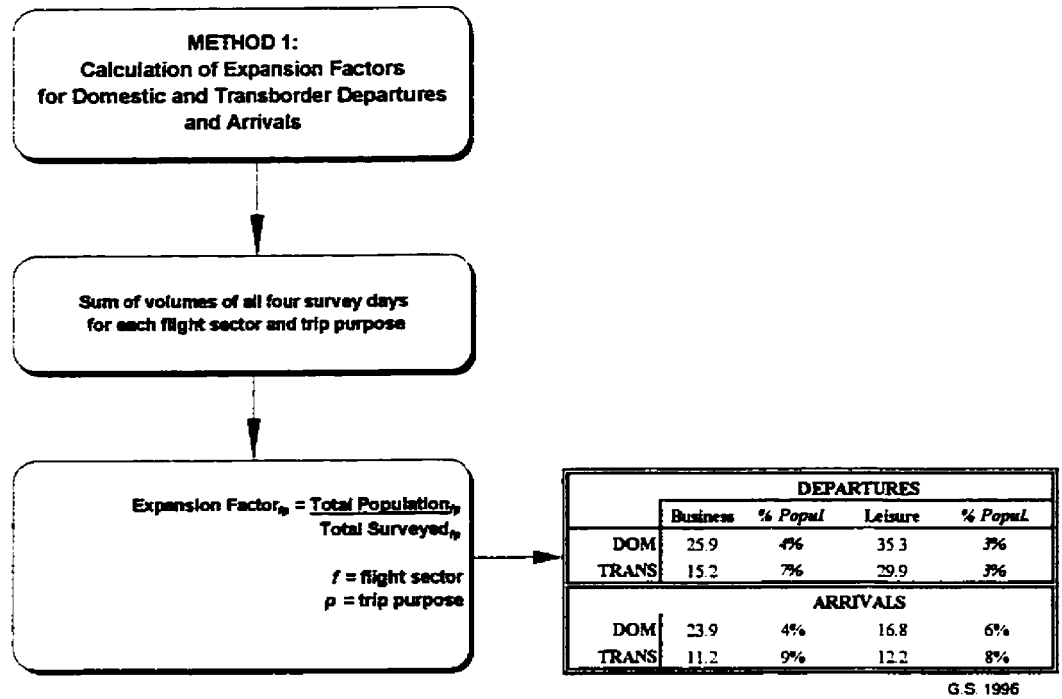 METHOD 1:
Calculation of Expansion Factors
for Domestic and Transborder Departures
and Arrivals
Sum of volumes of all four survey days
for each flight sector and trip purpose
Expansion Factor_fp = Total Population_fp
Total Surveyed_fp
f = flight sector
p = trip purpose
DEPARTURES
Business % Popul Leisure % Popul.
DOM 25.9 4% 35.3 3%
TRANS 15.2 7% 29.9 3%
ARRIVALS
DOM 23.9 4% 16.8 6%
TRANS 11.2 9% 12.2 8%
G.S. 1996